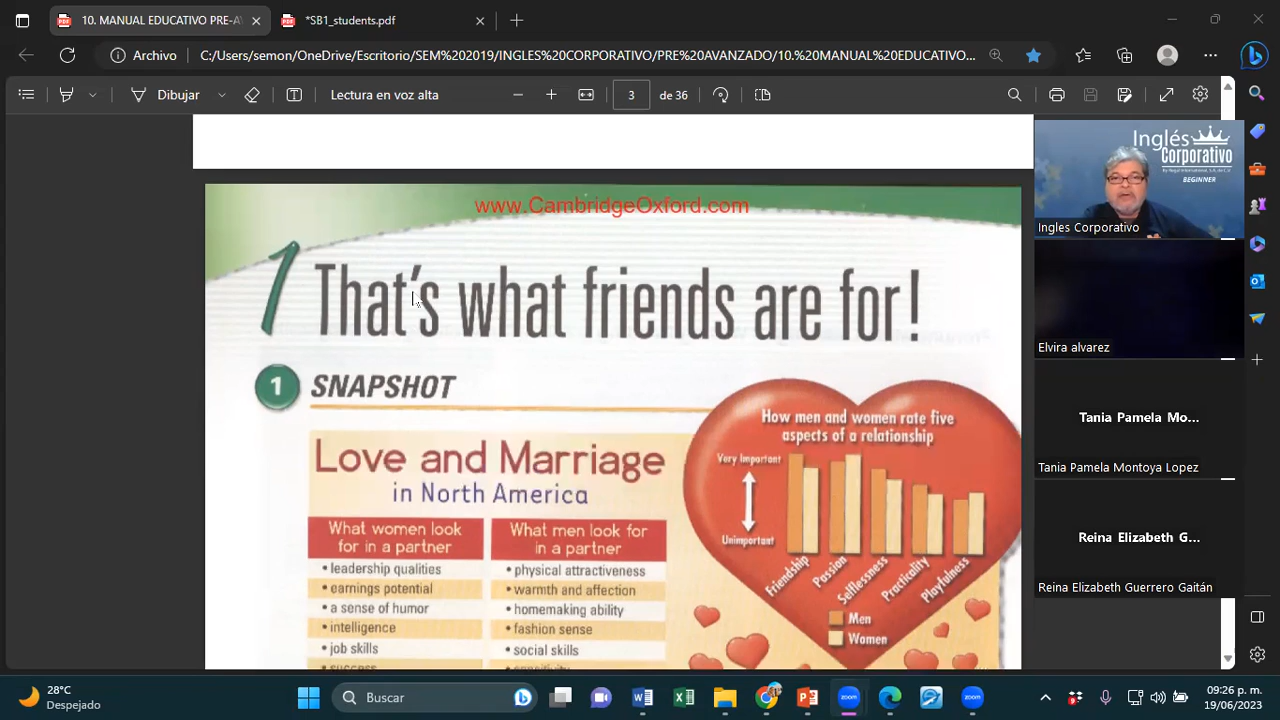 10. MANUAL EDUCATIVO PRE-A
*SB1_students.pdf
Archivo
C:/Users/semon/OneDrive/Escritorio/SEM%202019/INGLES%20CORPORATIVO/PRE%20AVANZADO/10.%20MANUAL%20EDUCATIVO...
Dibujar
Lectura en voz alta
3
de 36
www.CambridgeOxford.com
1 That's what friends are for!
1 SNAPSHOT
Love and Marriage
in North America
What women look
for in a partner
• leadership qualities
• earnings potential
• a sense of humor
• intelligence
• job skills
• success
What men look for
in a partner
• physical attractiveness
• warmth and affection
• homemaking ability
• fashion sense
• social skills
• sensitivity
How men and women rate five
aspects of a relationship
Very Important
Unimportant
Friendship
Passion
Selflessness
Practicality
Playfulness
Men
Women
Inglés
Corporativo
BEGINNER
Ingles Corporativo
Elvira alvarez
Tania Pamela Mo...
Tania Pamela Montoya Lopez
Reina Elizabeth G...
Reina Elizabeth Guerrero Gaitán
28°C
Despejado
Buscar
09:26 p. m.
19/06/2023